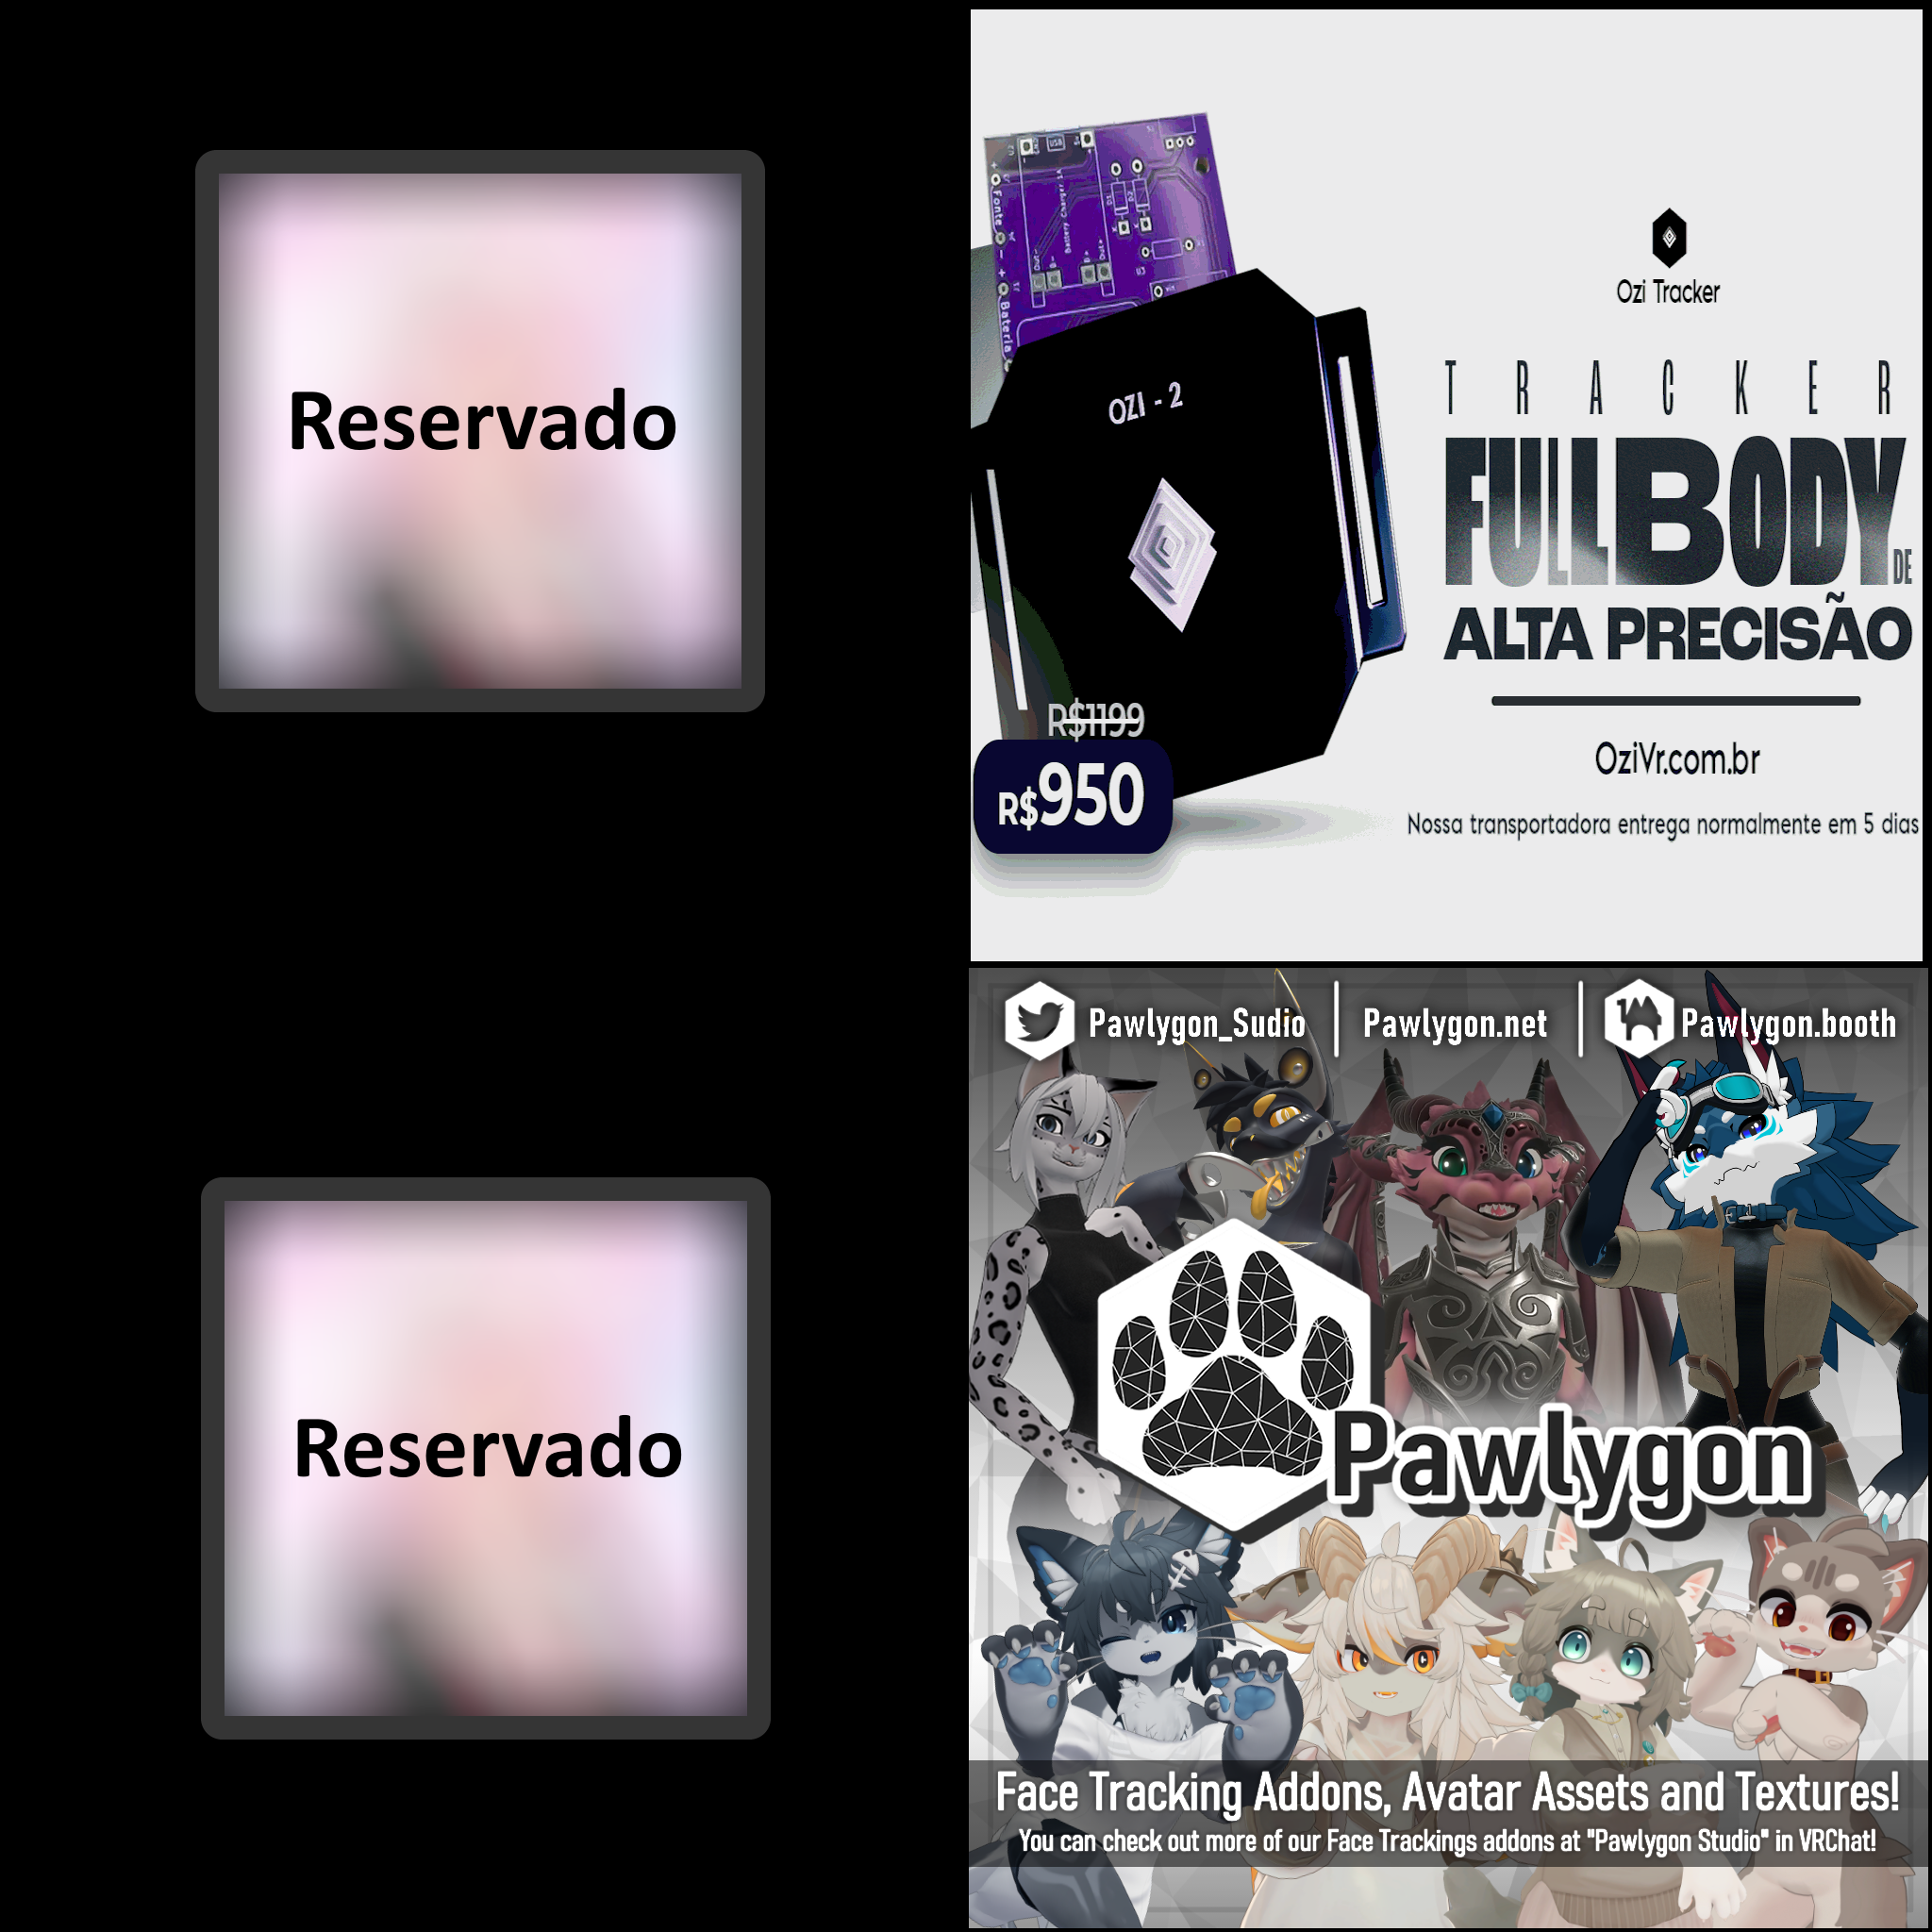 Reservado
Fonte
Bateria
Battery Charger 1A
USB
OZI - 2
R$1199
R$950
Ozi Tracker
TRACKER
FULLBODY DE
ALTA PRECISÃO
OziVr.com.br
Nossa transportadora entrega normalmente em 5 dias
Reservado
Pawlygon_Sudio
Pawlygon.net
Pawlygon.booth
Pawlygon
Face Tracking Addons, Avatar Assets and Textures!
You can check out more of our Face Trackings addons at "Pawlygon Studio" in VRChat!